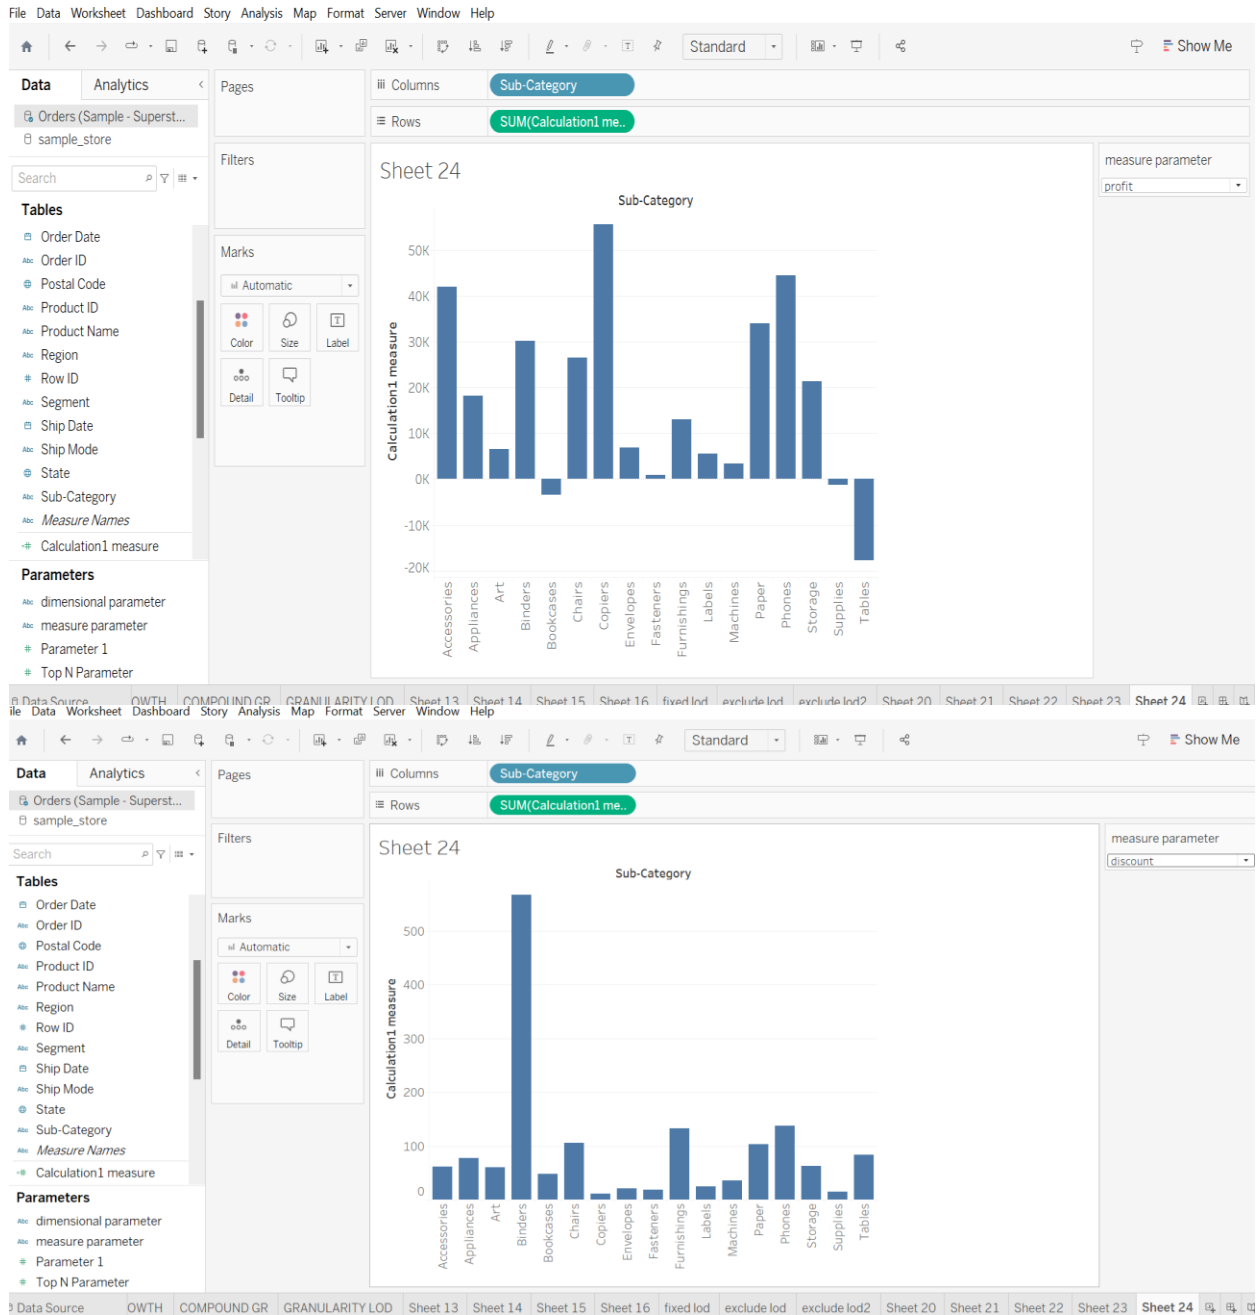 File Data Worksheet Dashboard Story Analysis Map Format Server Window Help
Standard Show Me
Data Analytics Pages Columns Sub-Category
Orders (Sample - Superst...
sample_store
Rows SUM(Calculation1 me..
Search
Filters
Sheet 24
measure parameter
profit
Tables
Order Date
Order ID
Postal Code
Product ID
Product Name
Region
Row ID
Segment
Ship Date
Ship Mode
State
Sub-Category
Measure Names
Calculation1 measure
Parameters
dimensional parameter
measure parameter
Parameter 1
Top N Parameter
Marks
Automatic
Color Size Label
Detail Tooltip
Sub-Category
Calculation1 measure
50K
40K
30K
20K
10K
0K
-10K
-20K
Accessories Appliances Art Binders Bookcases Chairs Copiers Envelopes Fasteners Furnishings Labels Machines Paper Phones Storage Supplies Tables
Data Source OWTH COMPOUND GR GRANULARITY LOD Sheet 13 Sheet 14 Sheet 15 Sheet 16 fixed lod exclude lod exclude lod2 Sheet 20 Sheet 21 Sheet 22 Sheet 23 Sheet 24
ile Data Worksheet Dashboard Story Analysis Map Format Server Window Help
Standard Show Me
Data Analytics Pages Columns Sub-Category
Orders (Sample - Superst...
sample_store
Rows SUM(Calculation1 me..
Search
Filters
Sheet 24
measure parameter
discount
Tables
Order Date
Order ID
Postal Code
Product ID
Product Name
Region
Row ID
Segment
Ship Date
Ship Mode
State
Sub-Category
Measure Names
Calculation1 measure
Parameters
dimensional parameter
measure parameter
Parameter 1
Top N Parameter
Marks
Automatic
Color Size Label
Detail Tooltip
Sub-Category
Calculation1 measure
500
400
300
200
100
0
Accessories Appliances Art Binders Bookcases Chairs Copiers Envelopes Fasteners Furnishings Labels Machines Paper Phones Storage Supplies Tables
Data Source OWTH COMPOUND GR GRANULARITY LOD Sheet 13 Sheet 14 Sheet 15 Sheet 16 fixed lod exclude lod exclude lod2 Sheet 20 Sheet 21 Sheet 22 Sheet 23 Sheet 24